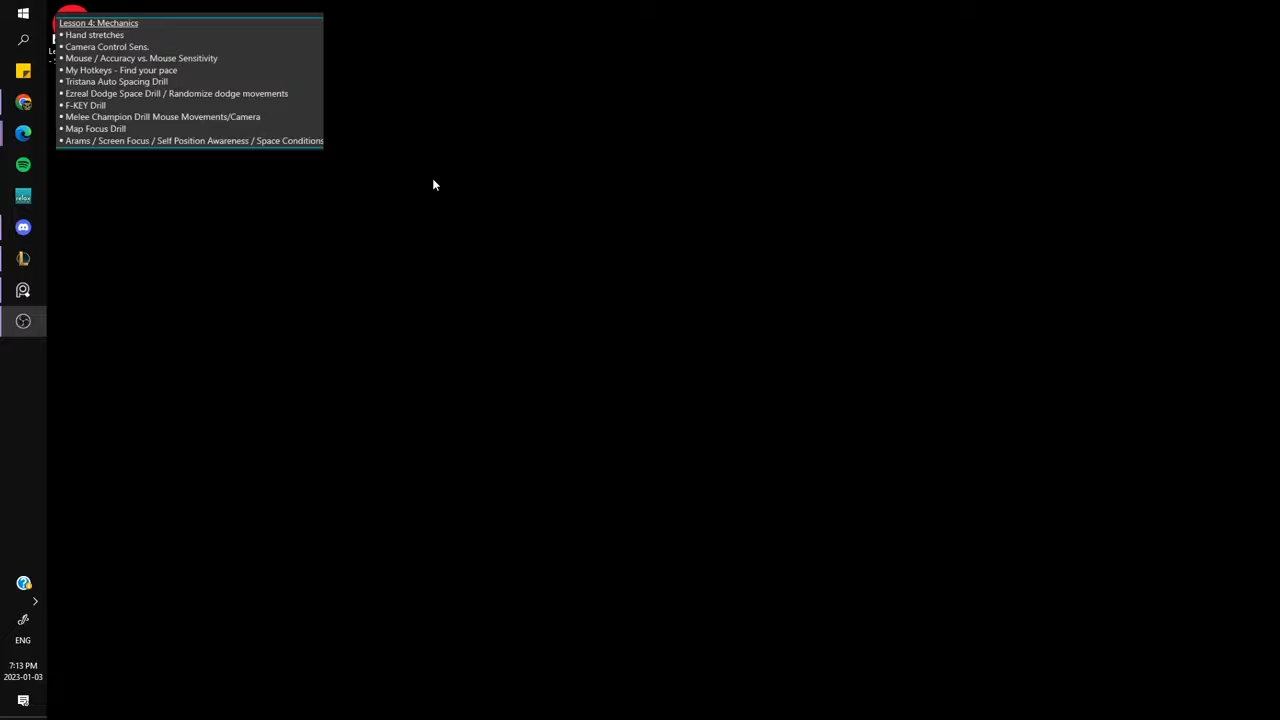 Lesson 4: Mechanics
• Hand stretches
• Camera Control Sens.
• Mouse / Accuracy vs. Mouse Sensitivity
• My Hotkeys - Find your pace
• Tristana Auto Spacing Drill
• Ezreal Dodge Space Drill / Randomize dodge movements
• F-KEY Drill
• Melee Champion Drill Mouse Movements/Camera
• Map Focus Drill
• Arams / Screen Focus / Self Position Awareness / Space Conditions
relax
ENG
7:13 PM
2023-01-03